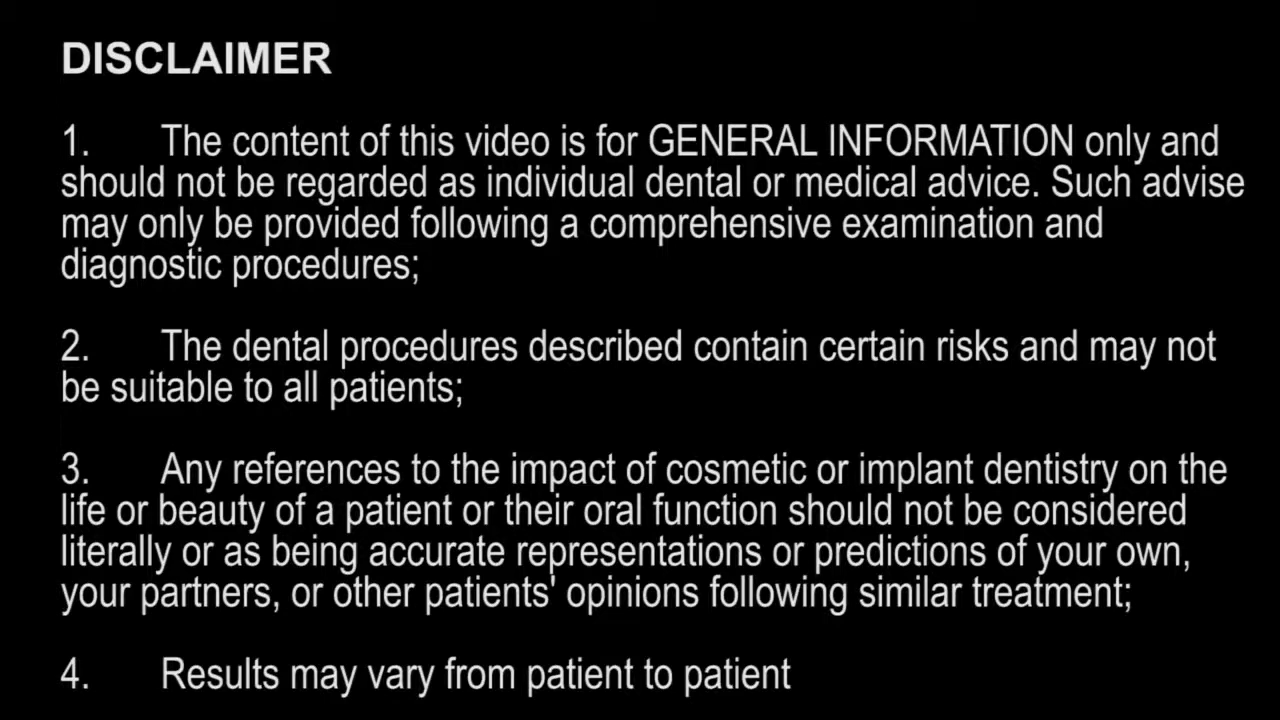 DISCLAIMER
1. The content of this video is for GENERAL INFORMATION only and
should not be regarded as individual dental or medical advice. Such advise
may only be provided following a comprehensive examination and
diagnostic procedures;
2. The dental procedures described contain certain risks and may not
be suitable to all patients;
3. Any references to the impact of cosmetic or implant dentistry on the
life or beauty of a patient or their oral function should not be considered
literally or as being accurate representations or predictions of your own,
your partners, or other patients' opinions following similar treatment;
4. Results may vary from patient to patient